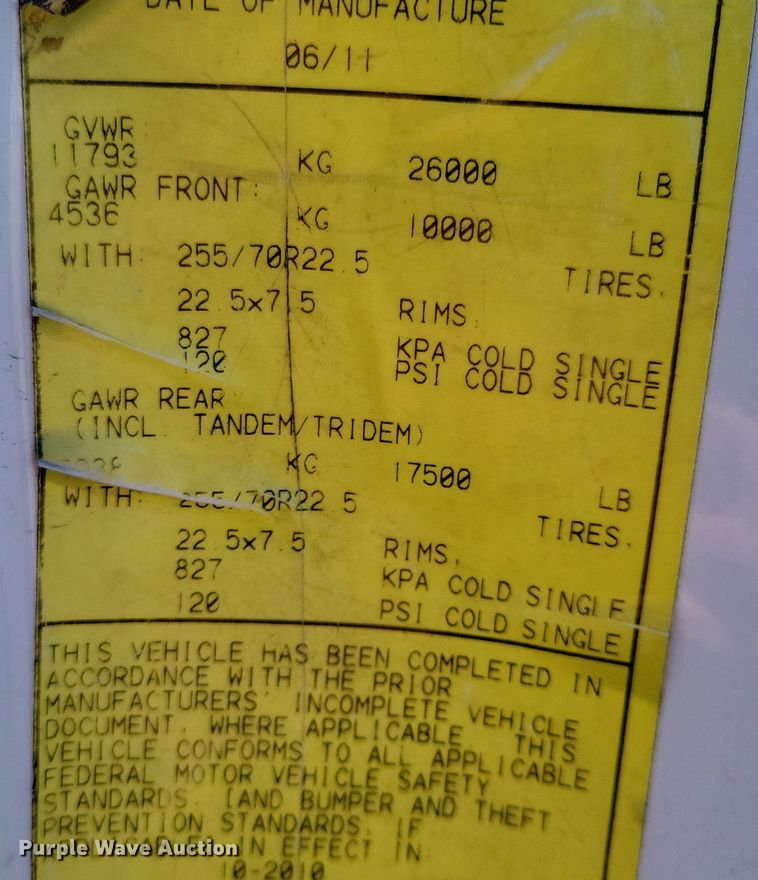 DATE OF MANUFACTURE
06/11
GVWR:
11793 KG 26000 LB
GAWR FRONT:
4536 KG 10000 LB
WITH: 255/70R22.5 TIRES.
22.5x7.5 RIMS.
827 KPA COLD SINGLE
120 PSI COLD SINGLE
GAWR REAR:
(INCL. TANDEM/TRIDEM)
KG 17500 LB
WITH: 255/70R22.5 TIRES.
22.5x7.5 RIMS,
827 KPA COLD SINGLE
120 PSI COLD SINGLE
THIS VEHICLE HAS BEEN COMPLETED IN
ACCORDANCE WITH THE PRIOR
MANUFACTURERS' INCOMPLETE VEHICLE
DOCUMENT, WHERE APPLICABLE. THIS
VEHICLE CONFORMS TO ALL APPLICABLE
FEDERAL MOTOR VEHICLE SAFETY
STANDARDS, [AND BUMPER AND THEFT
PREVENTION STANDARDS, IF
IN EFFECT IN:
10-2010
Purple Wave Auction